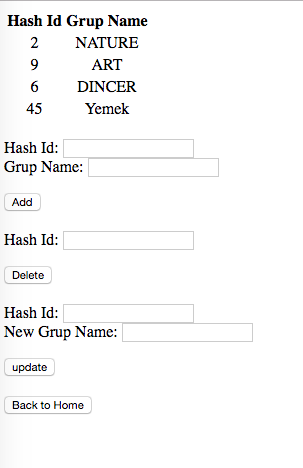 Hash Id Grup Name
2 NATURE
9 ART
6 DINCER
45 Yemek
Hash Id:
Grup Name:
Add
Hash Id:
Delete
Hash Id:
New Grup Name:
update
Back to Home